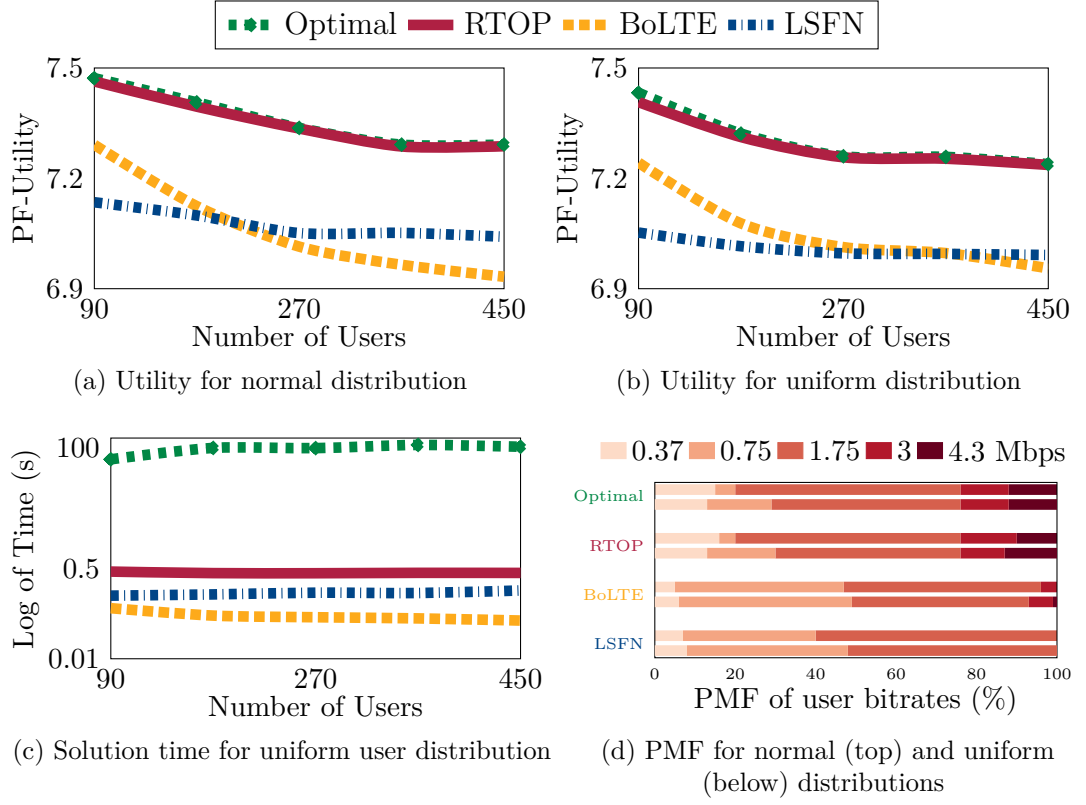 Optimal RTOP BoLTE LSFN
7.5
7.2
6.9
PF-Utility
90 270 450
Number of Users
(a) Utility for normal distribution
7.5
7.2
6.9
PF-Utility
90 270 450
Number of Users
(b) Utility for uniform distribution
100
0.5
0.01
Log of Time (s)
90 270 450
Number of Users
(c) Solution time for uniform user distribution
0.37 0.75 1.75 3 4.3 Mbps
Optimal
RTOP
BoLTE
LSFN
0 20 40 60 80 100
PMF of user bitrates (%)
(d) PMF for normal (top) and uniform
(below) distributions